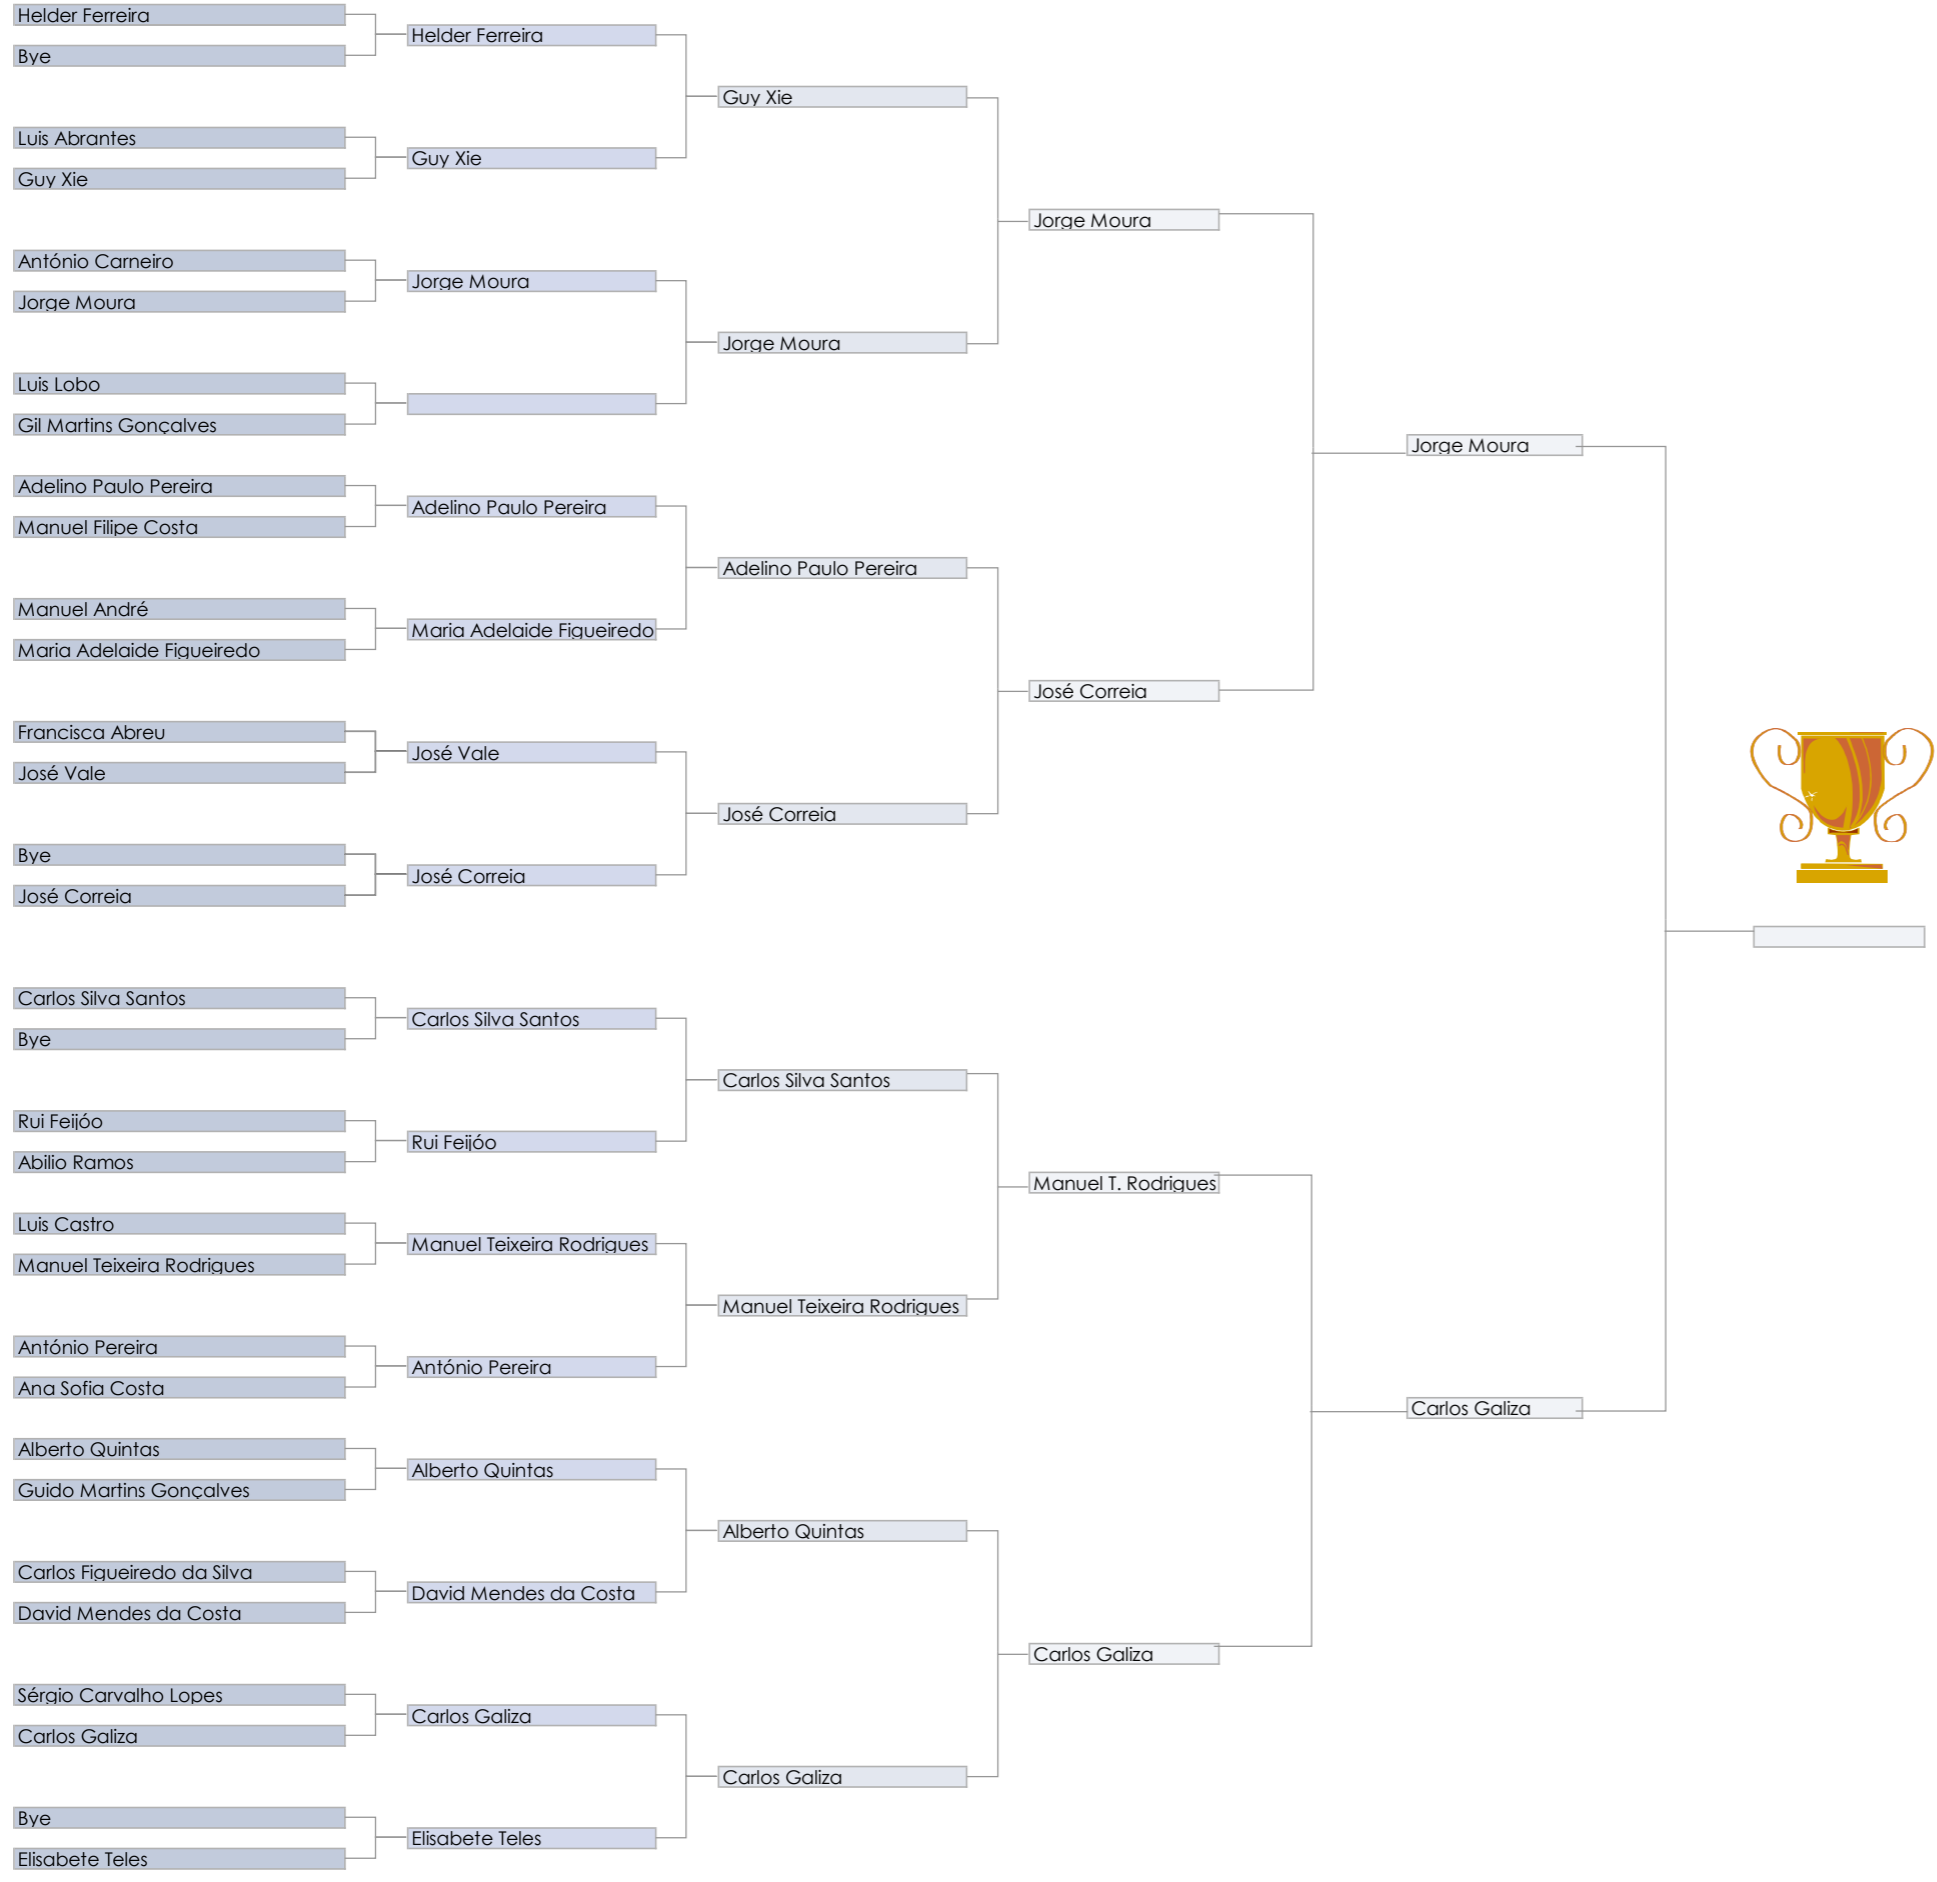 Helder Ferreira
Bye
Luis Abrantes
Guy Xie
António Carneiro
Jorge Moura
Luis Lobo
Gil Martins Gonçalves
Adelino Paulo Pereira
Manuel Filipe Costa
Manuel André
Maria Adelaide Figueiredo
Francisca Abreu
José Vale
Bye
José Correia
Carlos Silva Santos
Bye
Rui Feijóo
Abilio Ramos
Luis Castro
Manuel Teixeira Rodrigues
António Pereira
Ana Sofia Costa
Alberto Quintas
Guido Martins Gonçalves
Carlos Figueiredo da Silva
David Mendes da Costa
Sérgio Carvalho Lopes
Carlos Galiza
Bye
Elisabete Teles
Helder Ferreira
Guy Xie
Jorge Moura
Adelino Paulo Pereira
Maria Adelaide Figueiredo
José Vale
José Correia
Carlos Silva Santos
Rui Feijóo
Manuel Teixeira Rodrigues
António Pereira
Alberto Quintas
David Mendes da Costa
Carlos Galiza
Elisabete Teles
Guy Xie
Jorge Moura
Adelino Paulo Pereira
José Correia
Carlos Silva Santos
Manuel Teixeira Rodrigues
Alberto Quintas
Carlos Galiza
Jorge Moura
José Correia
Manuel T. Rodrigues
Carlos Galiza
Jorge Moura
Carlos Galiza